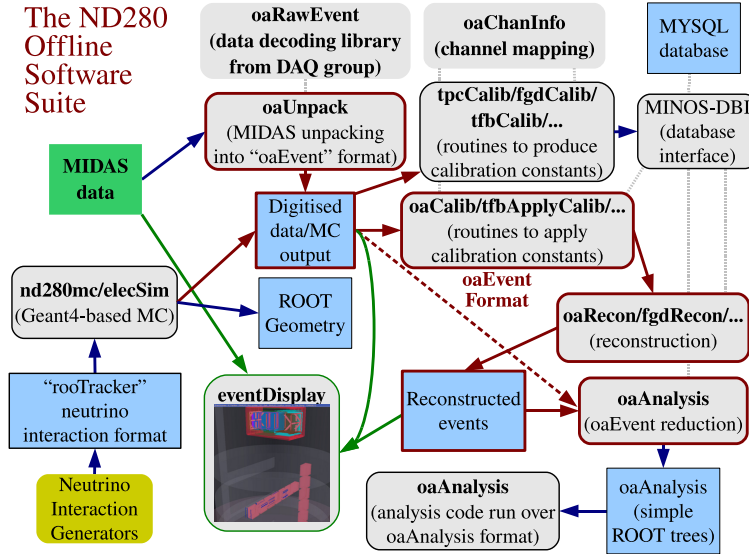 The ND280
Offline
Software
Suite
oaRawEvent
(data decoding library
from DAQ group)
oaChanInfo
(channel mapping)
MYSQL
database
oaUnpack
(MIDAS unpacking
into “oaEvent” format)
tpcCalib/fgdCalib/
tfbCalib/...
(routines to produce
calibration constants)
MINOS-DBI
(database
interface)
MIDAS
data
Digitised
data/MC
output
oaCalib/tfbApplyCalib/...
(routines to apply
calibration constants)
oaEvent
Format
nd280mc/elecSim
(Geant4-based MC)
ROOT
Geometry
oaRecon/fgdRecon/...
(reconstruction)
“rooTracker”
neutrino
interaction format
eventDisplay
Reconstructed
events
oaAnalysis
(oaEvent reduction)
Neutrino
Interaction
Generators
oaAnalysis
(analysis code run over
oaAnalysis format)
oaAnalysis
(simple
ROOT trees)